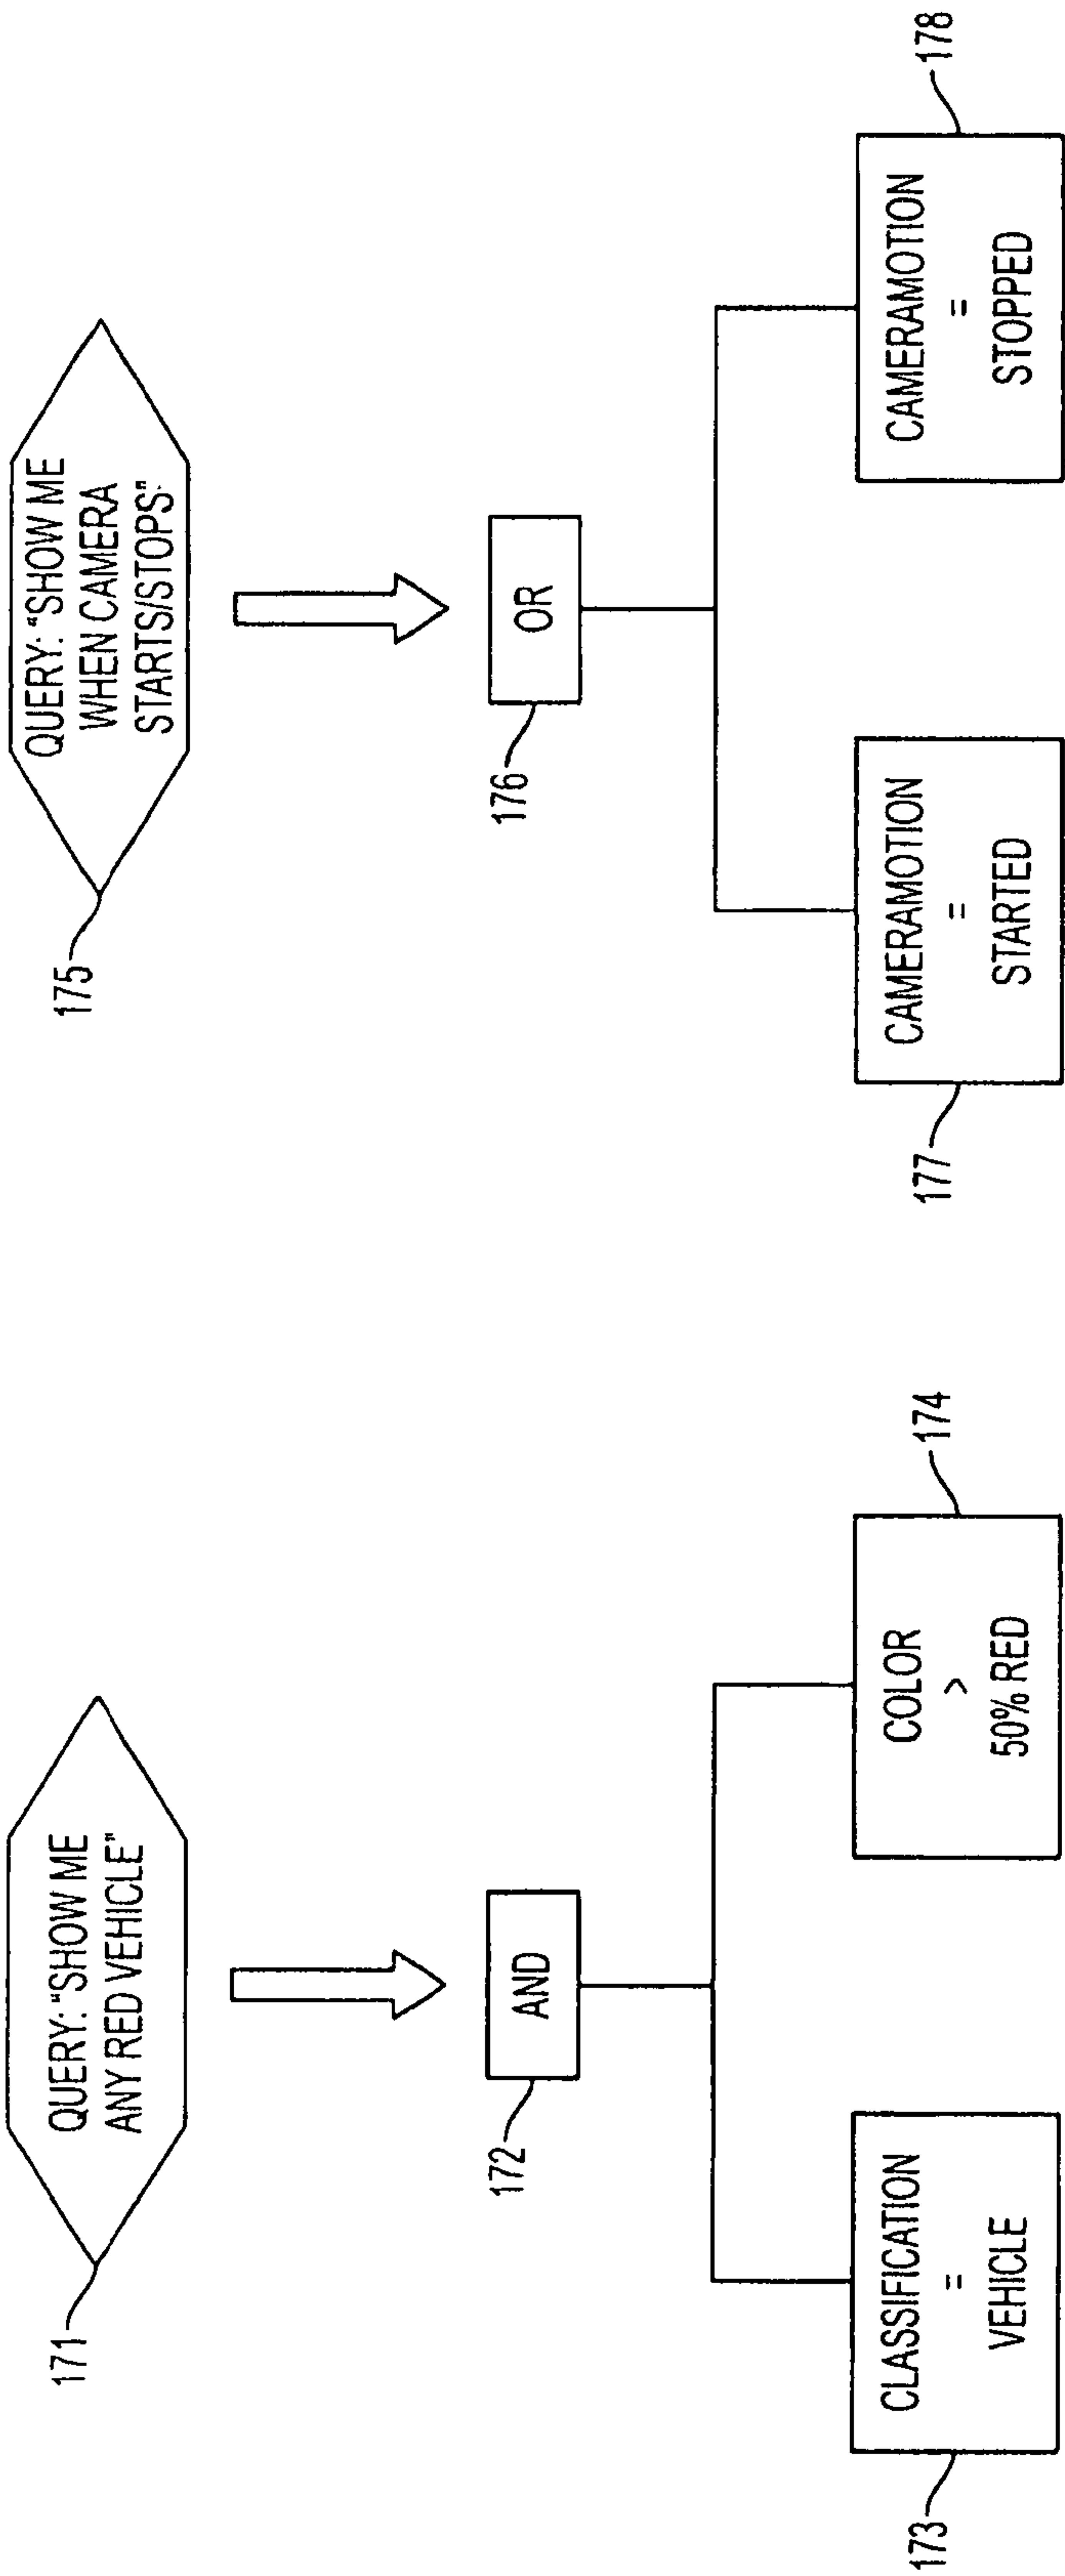 171
QUERY: "SHOW ME
ANY RED VEHICLE"
172
AND
173
CLASSIFICATION
=
VEHICLE
COLOR
>
50% RED
174
175
QUERY: "SHOW ME
WHEN CAMERA
STARTS/STOPS"
176
OR
177
CAMERAMOTION
=
STARTED
CAMERAMOTION
=
STOPPED
178